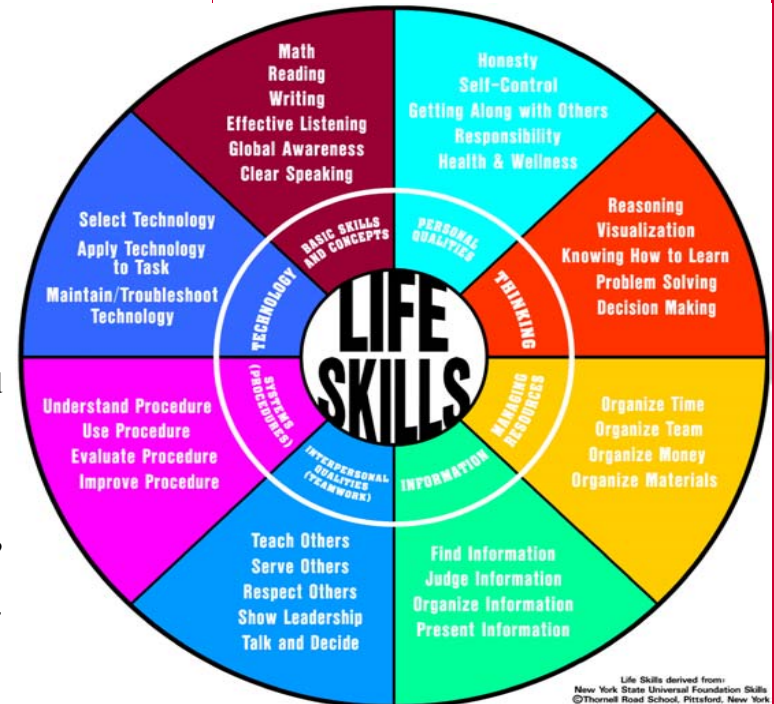 LIFE
SKILLS
BASIC SKILLS
AND CONCEPTS
Math
Reading
Writing
Effective Listening
Global Awareness
Clear Speaking
PERSONAL
QUALITIES
Honesty
Self-Control
Getting Along with Others
Responsibility
Health & Wellness
THINKING
Reasoning
Visualization
Knowing How to Learn
Problem Solving
Decision Making
MANAGING
RESOURCES
Organize Time
Organize Team
Organize Money
Organize Materials
INFORMATION
Find Information
Judge Information
Organize Information
Present Information
INTERPERSONAL
QUALITIES
(TEAMWORK)
Teach Others
Serve Others
Respect Others
Show Leadership
Talk and Decide
SYSTEMS
(PROCEDURES)
Understand Procedure
Use Procedure
Evaluate Procedure
Improve Procedure
TECHNOLOGY
Select Technology
Apply Technology
to Task
Maintain/Troubleshoot
Technology
Life Skills derived from:
New York State Universal Foundation Skills
©Thornell Road School, Pittsford, New York